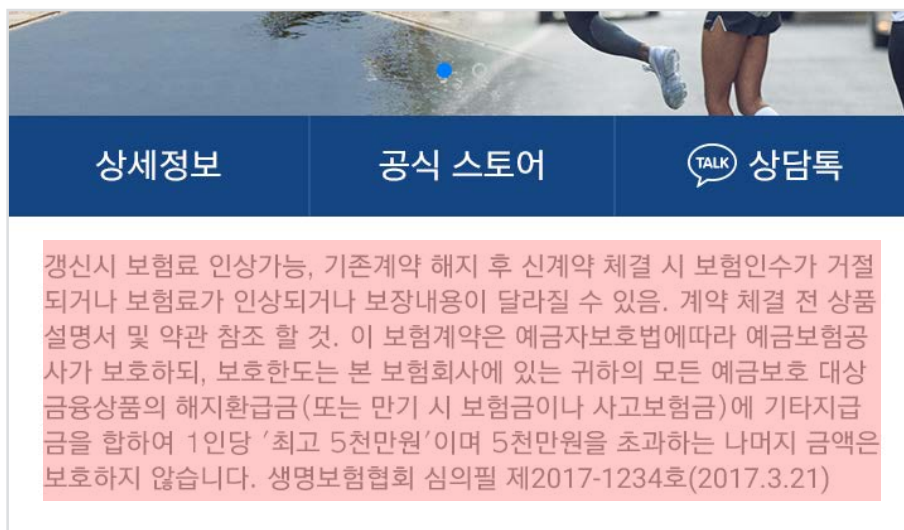 상세정보
공식 스토어
TALK 상담톡
갱신시 보험료 인상가능, 기존계약 해지 후 신계약 체결 시 보험인수가 거절
되거나 보험료가 인상되거나 보장내용이 달라질 수 있음. 계약 체결 전 상품
설명서 및 약관 참조 할 것. 이 보험계약은 예금자보호법에따라 예금보험공
사가 보호하되, 보호한도는 본 보험회사에 있는 귀하의 모든 예금보호 대상
금융상품의 해지환급금(또는 만기 시 보험금이나 사고보험금)에 기타지급
금을 합하여 1인당 '최고 5천만원'이며 5천만원을 초과하는 나머지 금액은
보호하지 않습니다. 생명보험협회 심의필 제2017-1234호(2017.3.21)